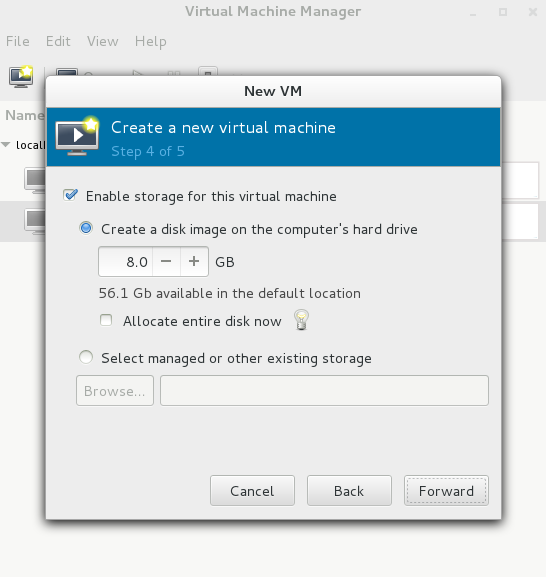 Virtual Machine Manager
File Edit View Help
New VM
Create a new virtual machine
Step 4 of 5
Name
Enable storage for this virtual machine
Create a disk image on the computer's hard drive
8.0 GB
56.1 Gb available in the default location
Allocate entire disk now
Select managed or other existing storage
Browse...
Cancel Back Forward